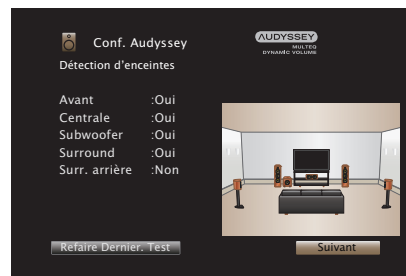 Conf. Audyssey
AUDYSSEY
MULTEQ
DYNAMIC VOLUME
Détection d'enceintes
Avant :Oui
Centrale :Oui
Subwoofer :Oui
Surround :Oui
Surr. arrière :Non
Refaire Dernier. Test
Suivant